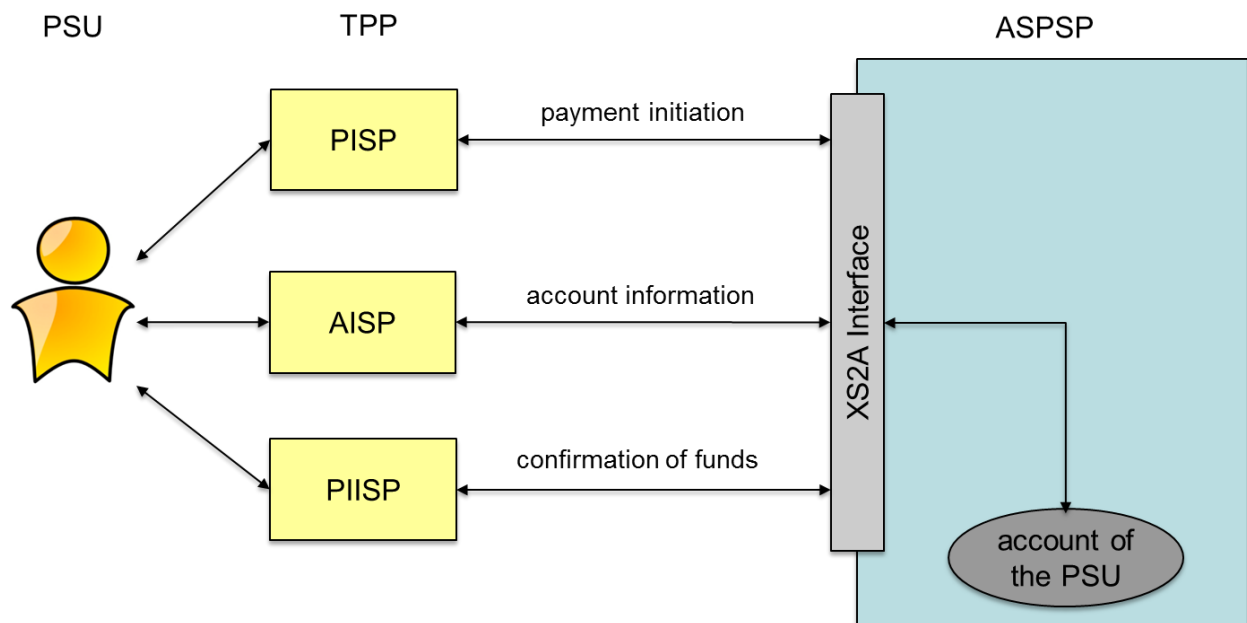 PSU
TPP
ASPSP
PISP
payment initiation
AISP
account information
XS2A Interface
PIISP
confirmation of funds
account of
the PSU